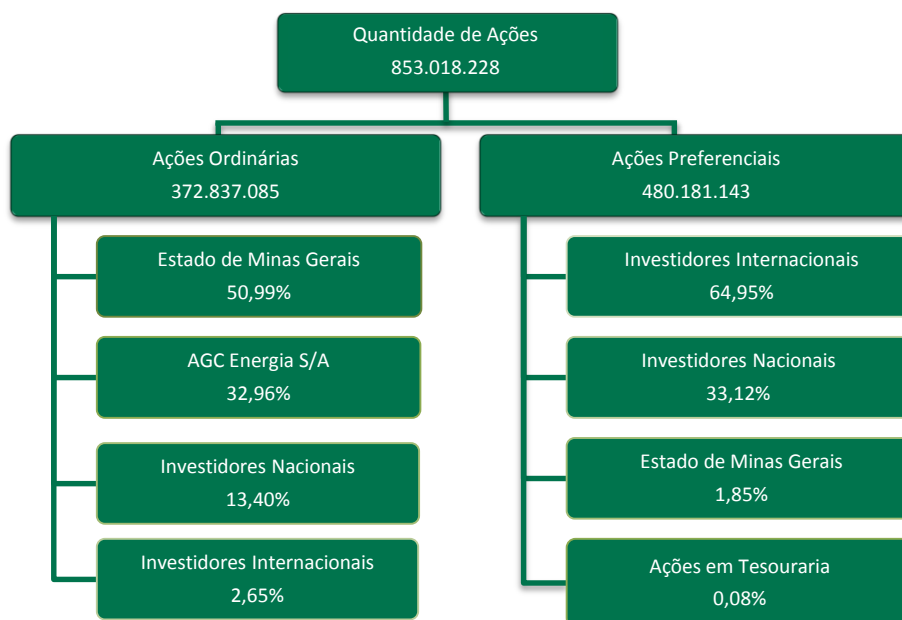 Quantidade de Ações
853.018.228
Ações Ordinárias
372.837.085
Estado de Minas Gerais
50,99%
AGC Energia S/A
32,96%
Investidores Nacionais
13,40%
Investidores Internacionais
2,65%
Ações Preferenciais
480.181.143
Investidores Internacionais
64,95%
Investidores Nacionais
33,12%
Estado de Minas Gerais
1,85%
Ações em Tesouraria
0,08%